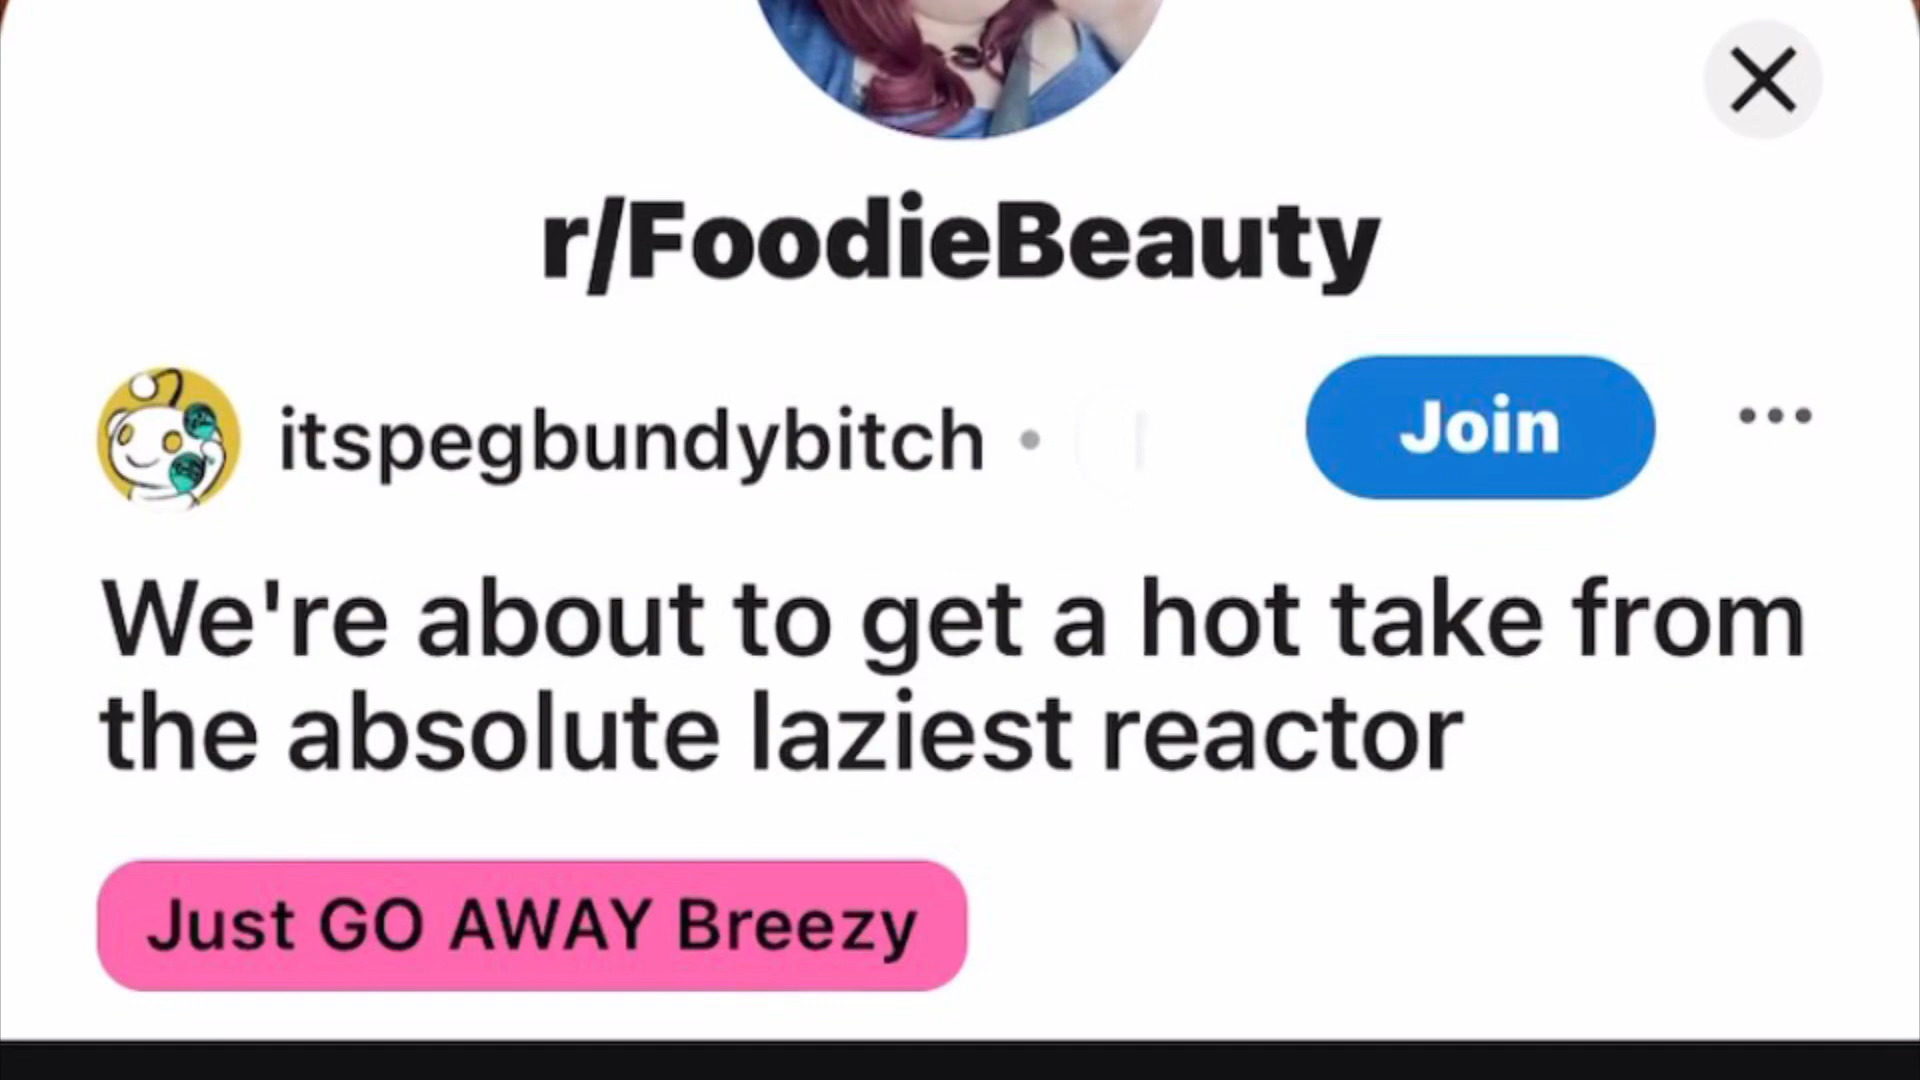 r/FoodieBeauty
itspegbundybitch •
Join
We're about to get a hot take from
the absolute laziest reactor
Just GO AWAY Breezy